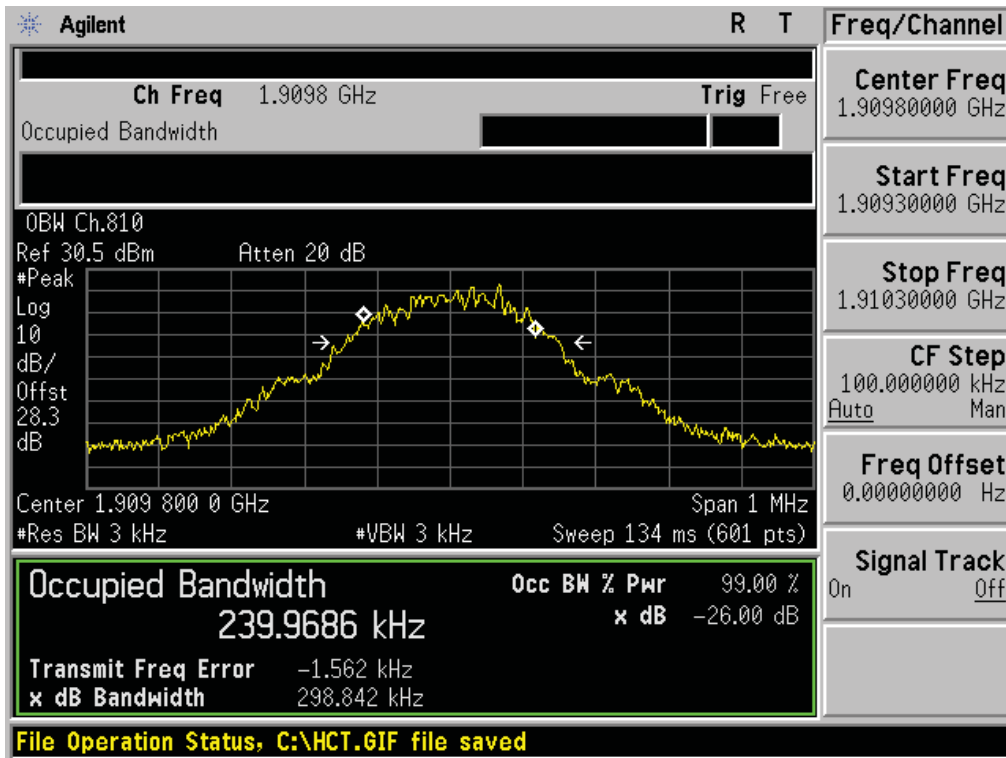 Agilent R T
Ch Freq 1.9098 GHz Trig Free
Occupied Bandwidth
OBW Ch.810
Ref 30.5 dBm Atten 20 dB
#Peak
Log
10
dB/
Offst
28.3
dB
Center 1.909 800 0 GHz Span 1 MHz
#Res BW 3 kHz #VBW 3 kHz Sweep 134 ms (601 pts)
Occupied Bandwidth Occ BW % Pwr 99.00 %
239.9686 kHz x dB -26.00 dB
Transmit Freq Error -1.562 kHz
x dB Bandwidth 298.842 kHz
File Operation Status, C:\HCT.GIF file saved
Freq/Channel
Center Freq
1.90980000 GHz
Start Freq
1.90930000 GHz
Stop Freq
1.91030000 GHz
CF Step
100.000000 kHz
Auto Man
Freq Offset
0.00000000 Hz
Signal Track
On Off